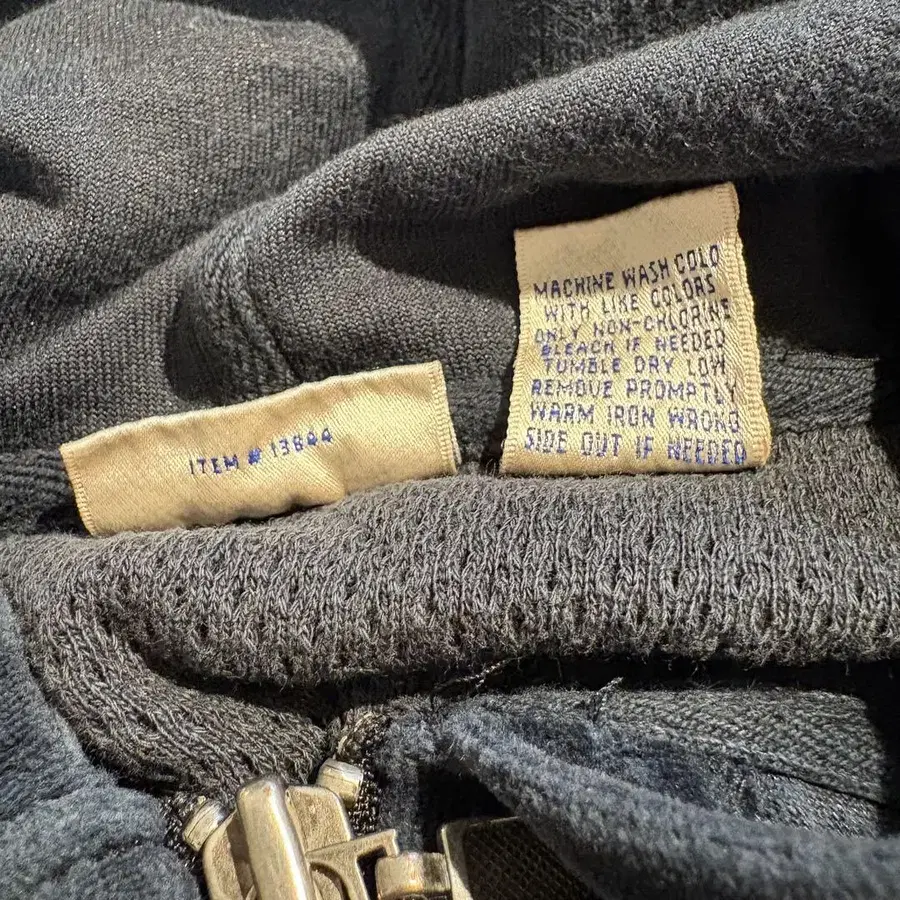 MACHINE WASH COLD
WITH LIKE COLORS
ONLY NON-CHLORINE
BLEACH IF NEEDED
TUMBLE DRY LOW
REMOVE PROMPTLY
WARM IRON WRONG
SIDE OUT IF NEEDED
ITEM # 13844